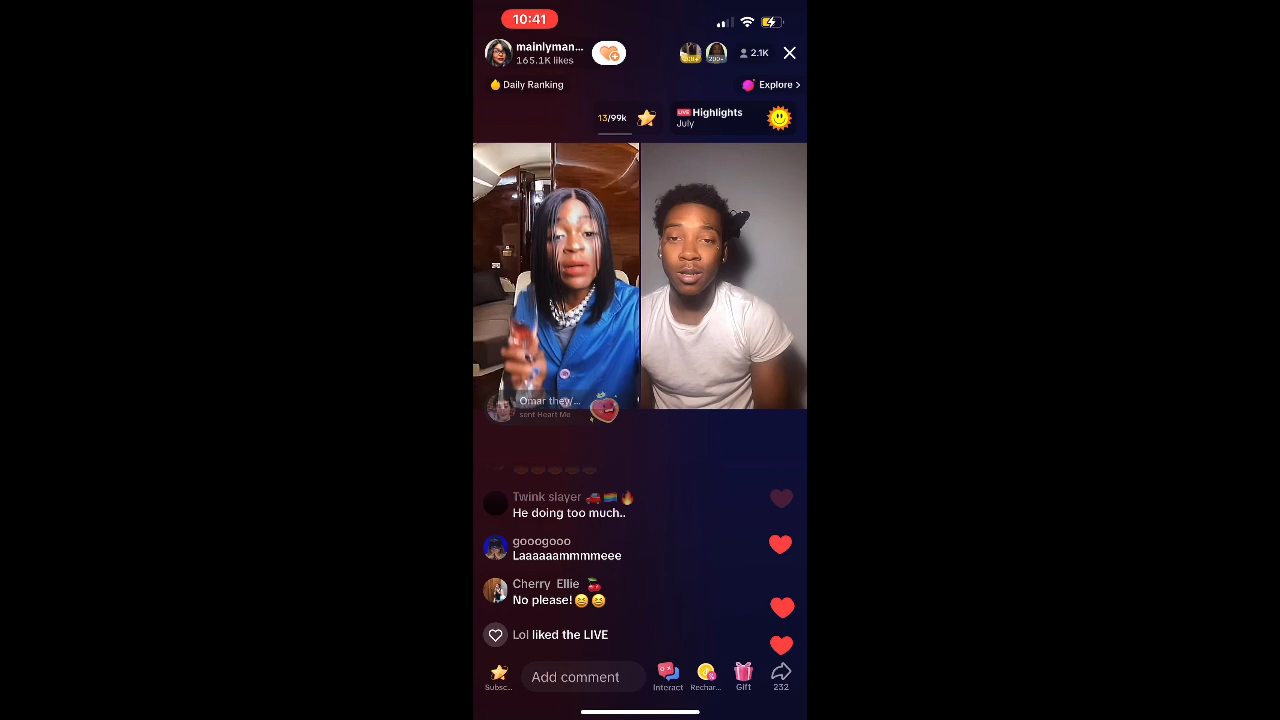 10:41
mainlyman...
165.1K likes
2.1K
Daily Ranking
Explore >
13/99k
LIVE Highlights
July
Omar they/...
sent Heart Me
Twink slayer 🚗🏳️‍🌈🔥
He doing too much..
gooogooo
Laaaaaammmmeee
Cherry Ellie 🍒
No please!😆😆
Lol liked the LIVE
Subsc...
Add comment
Interact
Rechar...
Gift
232